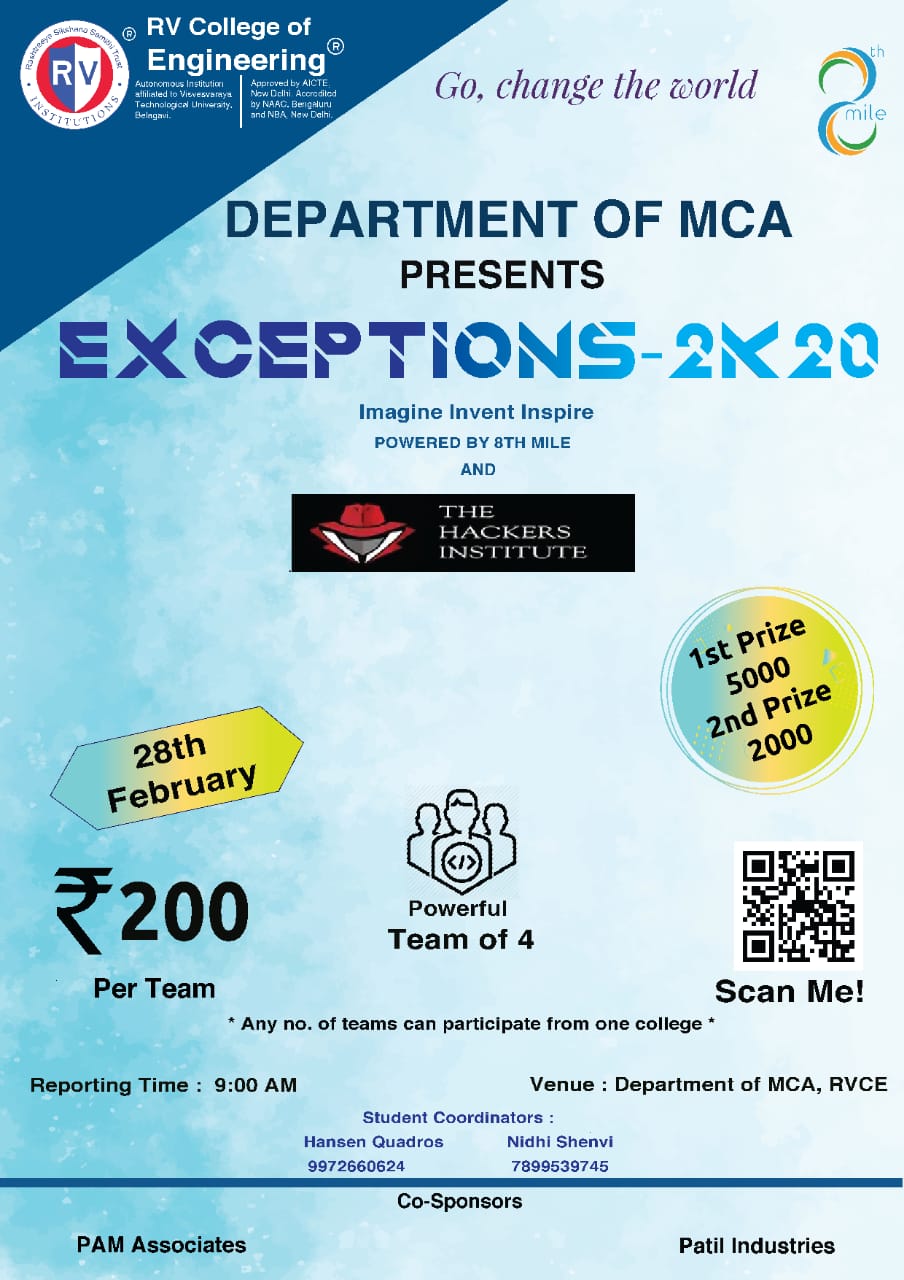 Rashtreeya Sikshana Samithi Trust
RV
INSTITUTIONS
®
RV College of
Engineering®
Autonomous Institution
affiliated to Visvesvaraya
Technological University,
Belagavi.
Approved by AICTE,
New Delhi. Accredited
by NAAC, Bengaluru
and NBA, New Delhi.
Go, change the world
8th
mile
DEPARTMENT OF MCA
PRESENTS
EXCEPTIONS-2K20
Imagine Invent Inspire
POWERED BY 8TH MILE
AND
THE
HACKERS
INSTITUTE
1st Prize
5000
2nd Prize
2000
28th
February
</>
₹200
Per Team
Powerful
Team of 4
Scan Me!
* Any no. of teams can participate from one college *
Reporting Time : 9:00 AM
Venue : Department of MCA, RVCE
Student Coordinators :
Hansen Quadros Nidhi Shenvi
9972660624 7899539745
Co-Sponsors
PAM Associates Patil Industries